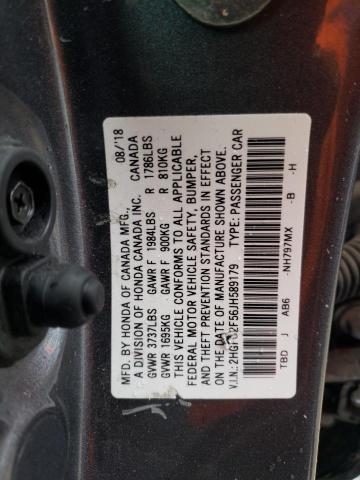 MFD. BY HONDA OF CANADA MFG., 08/'18
A DIVISION OF HONDA CANADA INC. CANADA
GVWR 3737LBS GAWR F 1984LBS R 1786LBS
GVWR 1695KG GAWR F 900KG R 810KG
THIS VEHICLE CONFORMS TO ALL APPLICABLE
FEDERAL MOTOR VEHICLE SAFETY, BUMPER,
AND THEFT PREVENTION STANDARDS IN EFFECT
ON THE DATE OF MANUFACTURE SHOWN ABOVE.
V.I.N.: 2HGFC2F56JH589179 TYPE: PASSENGER CAR
TBD J AB6 -NH797MX -B -H